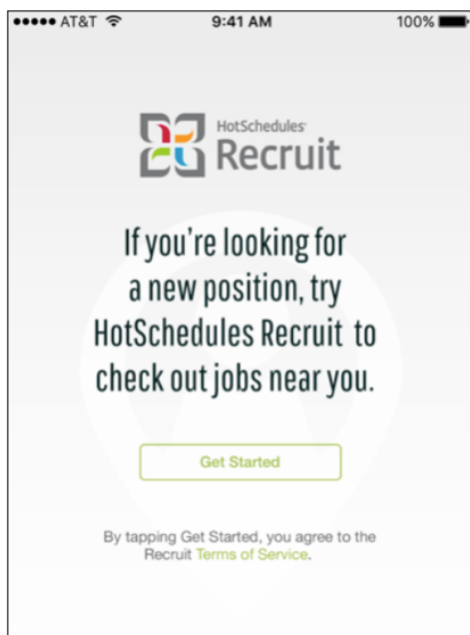 AT&T 9:41 AM 100%
HotSchedules
Recruit
If you're looking for
a new position, try
HotSchedules Recruit to
check out jobs near you.
Get Started
By tapping Get Started, you agree to the
Recruit Terms of Service.